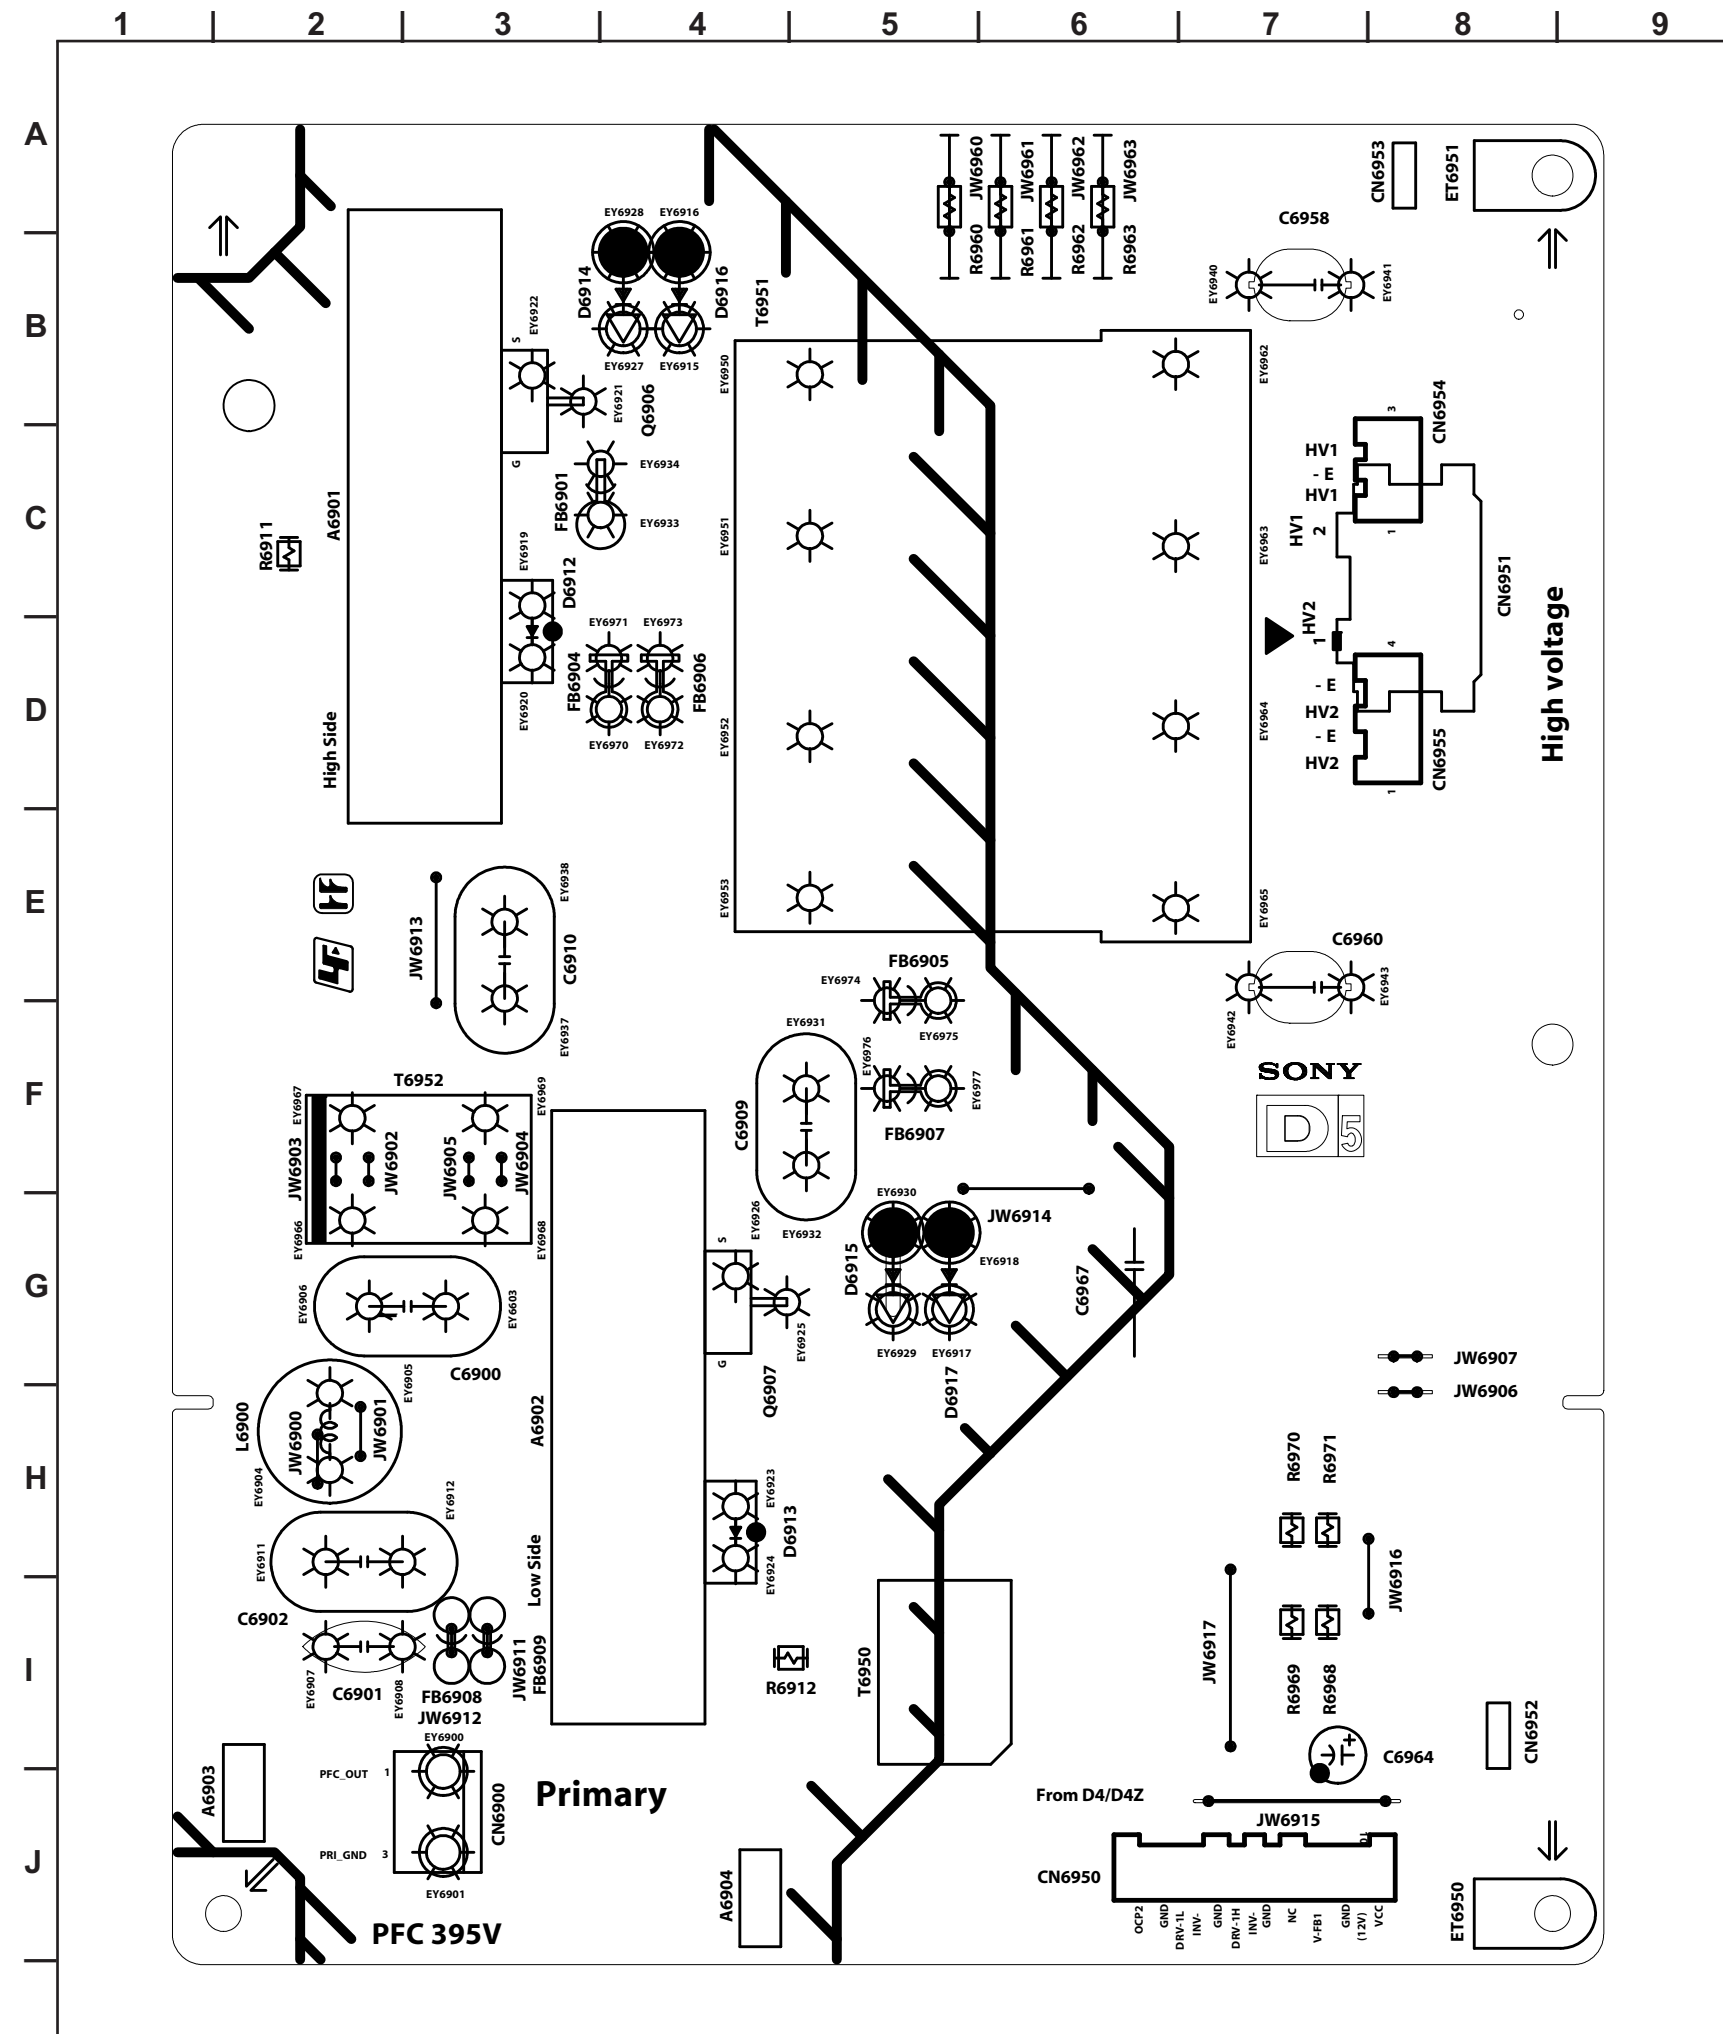 1 2 3 4 5 6 7 8 9
A
JW6960
JW6961
JW6962
JW6963
CN6953
ET6951
EY6928
EY6916
C6958
R6960
R6961
R6962
R6963
EY6940
EY6941
D6914
D6916
T6951
EY6922
B
S
EY6927
EY6915
EY6950
EY6962
EY6921
Q6906
3
CN6954
HV1
- E
HV1
G
EY6934
FB6901
EY6933
A6901
C
R6911
EY6919
D6912
EY6951
EY6963
HV1
2
1
CN6951
High voltage
HV2
1
4
EY6971
EY6973
FB6904
FB6906
D
High Side
EY6920
EY6970
EY6972
EY6952
EY6964
- E
HV2
- E
HV2
CN6955
1
E
JW6913
EY6938
C6910
EY6937
EY6953
EY6965
FB6905
EY6974
EY6975
C6960
EY6943
EY6942
EY6931
EY6976
EY6977
FB6907
SONY
D5
F
T6952
EY6967
EY6969
JW6903
JW6902
JW6905
JW6904
EY6966
EY6968
C6909
EY6926
EY6932
EY6930
JW6914
D6915
EY6918
C6967
G
EY6906
EY6603
S
EY6925
G
EY6929
EY6917
EY6905
C6900
Q6907
D6917
JW6907
JW6906
L6900
JW6900
JW6901
A6902
H
EY6904
EY6912
EY6923
D6913
EY6924
R6970
R6971
EY6911
Low Side
JW6916
C6902
JW6917
I
EY6907
C6901
EY6908
FB6908
JW6912
JW6911
FB6909
R6912
T6950
R6969
R6968
CN6952
C6964
EY6900
A6903
PFC_OUT 1
CN6900
PRI_GND 3
EY6901
Primary
From D4/D4Z
JW6915
10
J
CN6950
A6904
ET6950
OCP2
GND
DRV-1L
INV-
GND
DRV-1H
INV-
GND
NC
V-FB1
GND
(12V)
VCC
PFC 395V